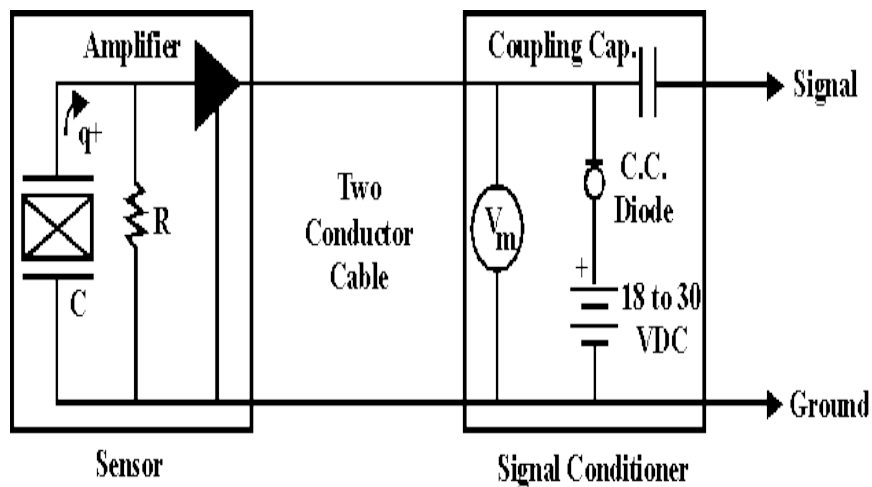 Amplifier
q+
R
C
Sensor
Two
Conductor
Cable
Coupling Cap.
Vm
C.C.
Diode
+
18 to 30
VDC
Signal Conditioner
Signal
Ground